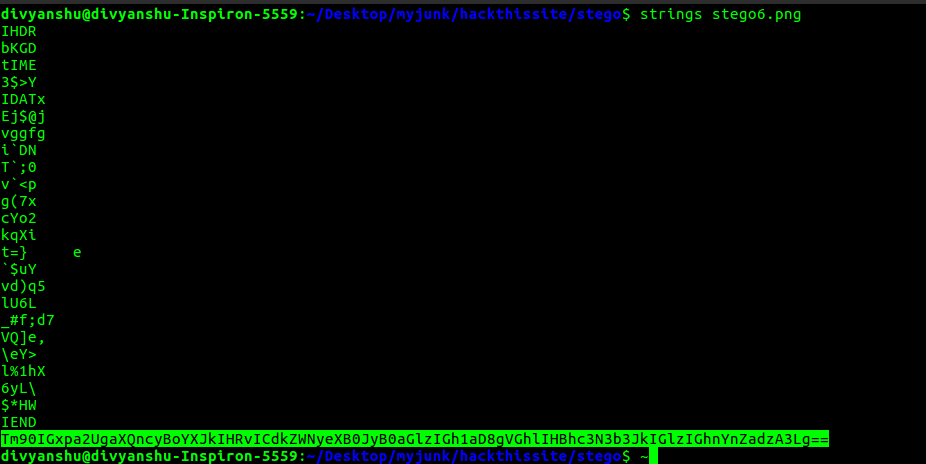 divyanshu@divyanshu-Inspiron-5559:~/Desktop/myjunk/hackthissite/stego$ strings stego6.png
IHDR
bKGD
tIME
3$>Y
IDATx
Ej$@j
vggfg
i`DN
T`;0
v`<p
g(7x
cYo2
kqXi
t=}     e
`$uY
vd)q5
lU6L
_#f;d7
VQ]e,
\eY>
l%1hX
6yL\
$*HW
IEND
Tm90IGxpa2UgaXQncyBoYXJkIHRvICdkZWNyeXB0JyB0aGlzIGh1aD8gVGhlIHBhc3N3b3JkIGlzIGhnYnZadzA3Lg==
divyanshu@divyanshu-Inspiron-5559:~/Desktop/myjunk/hackthissite/stego$ ~